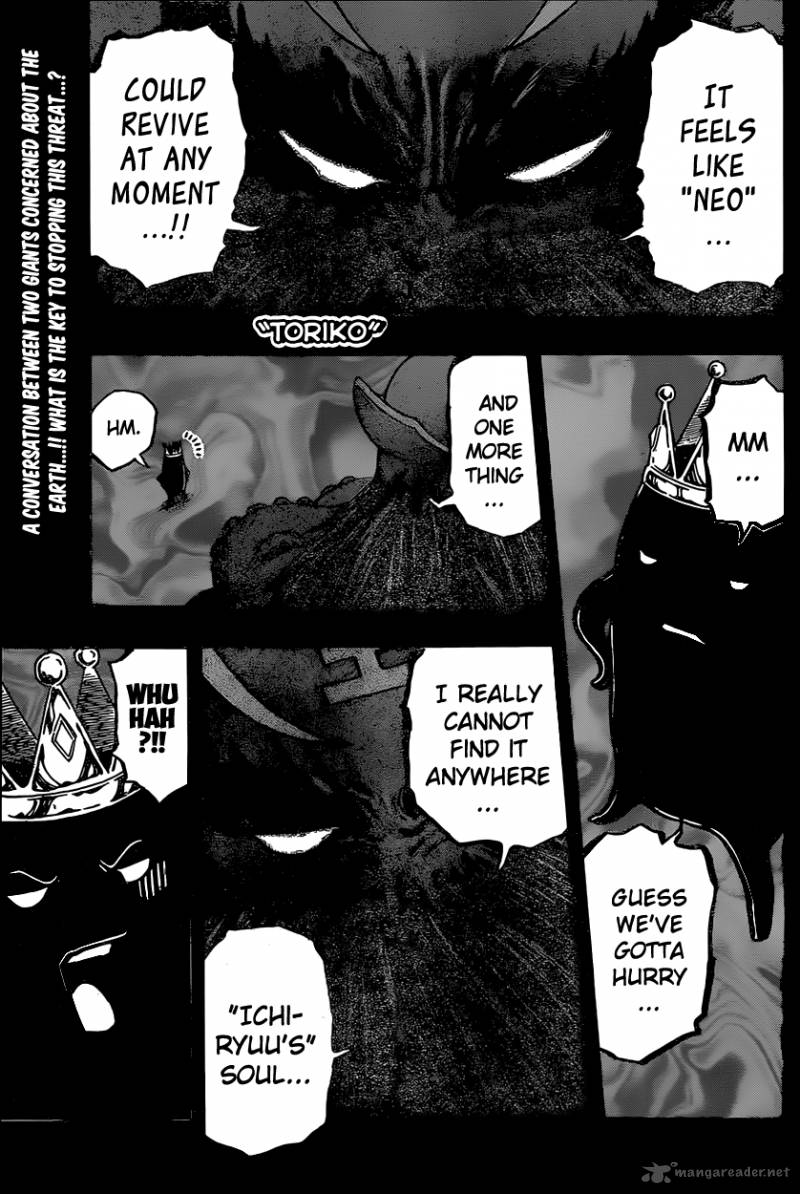 A CONVERSATION BETWEEN TWO GIANTS CONCERNED ABOUT THE
EARTH...!! WHAT IS THE KEY TO STOPPING THIS THREAT...?
IT
FEELS
LIKE
"NEO"
...
COULD
REVIVE
AT ANY
MOMENT
...!!
"TORIKO"
MM
...
GUESS
WE'VE
GOTTA
HURRY
...
AND
ONE
MORE
THING
...
HM.
I REALLY
CANNOT
FIND IT
ANYWHERE
...
"ICHI-
RYUU'S"
SOUL...
WHU
HAH
?!!
mangareader.net